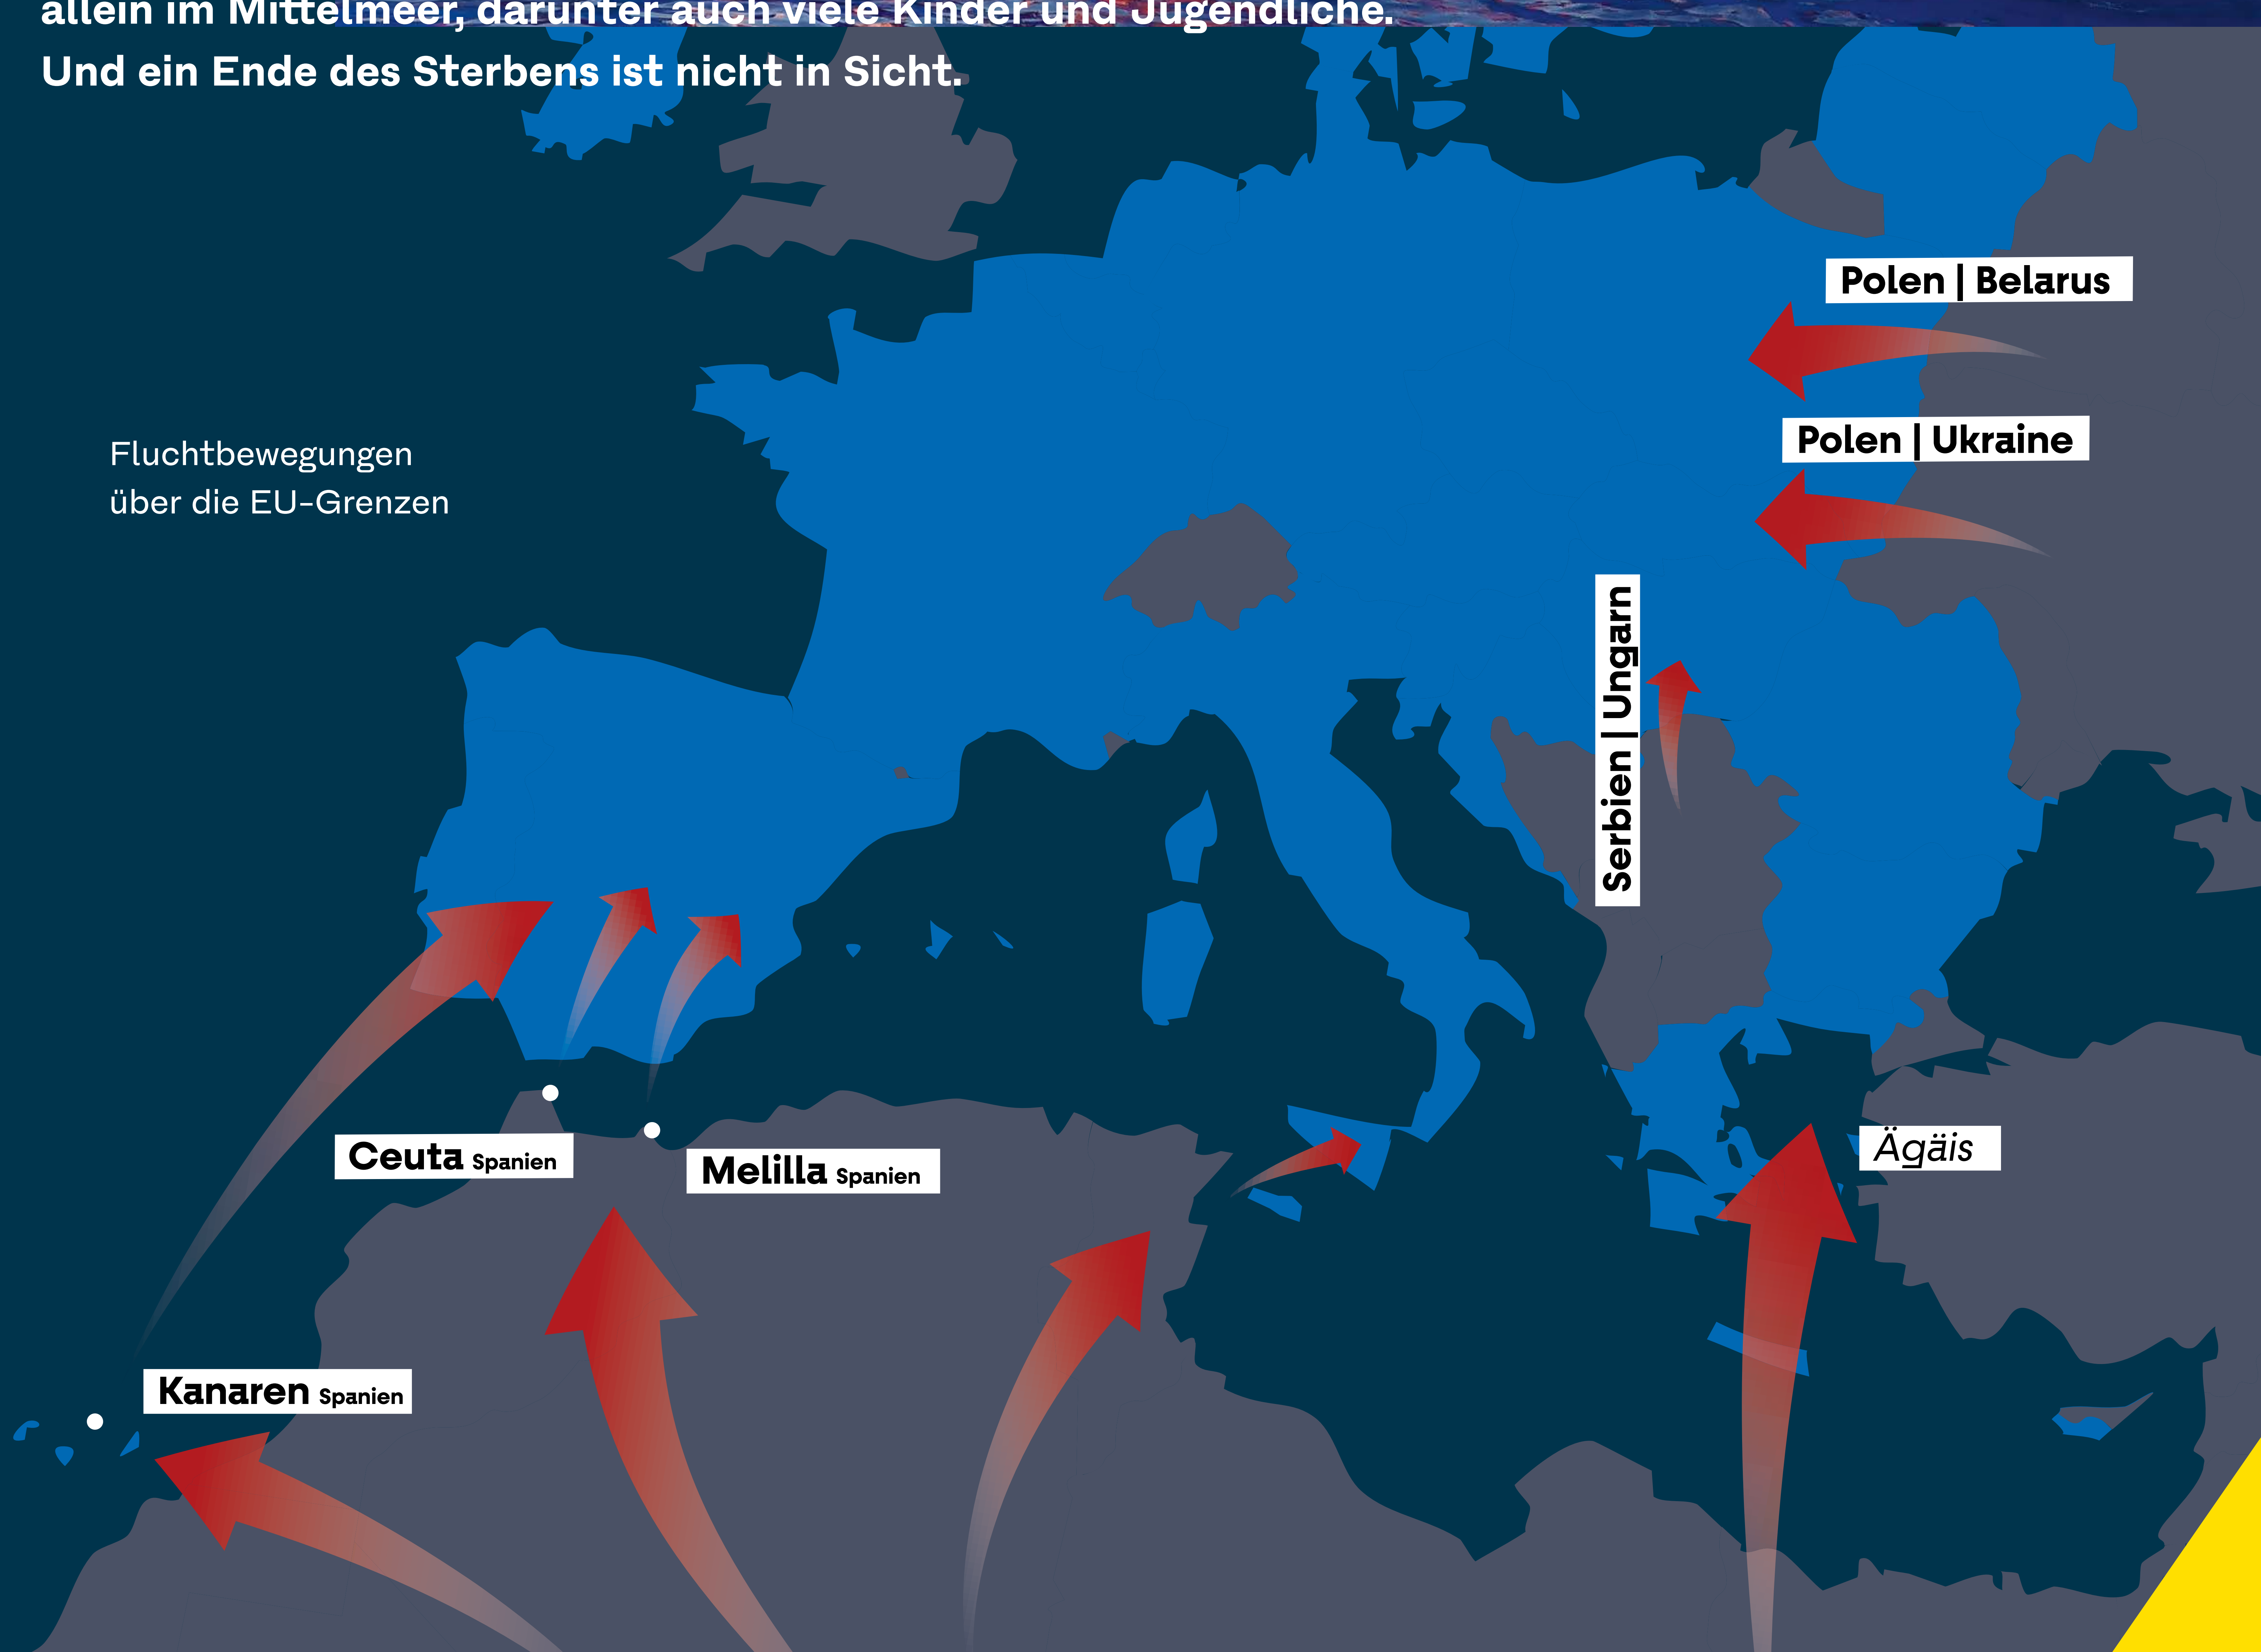 allein im Mittelmeer, darunter auch viele Kinder und Jugendliche.
Und ein Ende des Sterbens ist nicht in Sicht.
Polen | Belarus
Fluchtbewegungen
über die EU-Grenzen
Polen | Ukraine
Serbien | Ungarn
Ägäis
Ceuta Spanien
Melilla Spanien
Kanaren Spanien